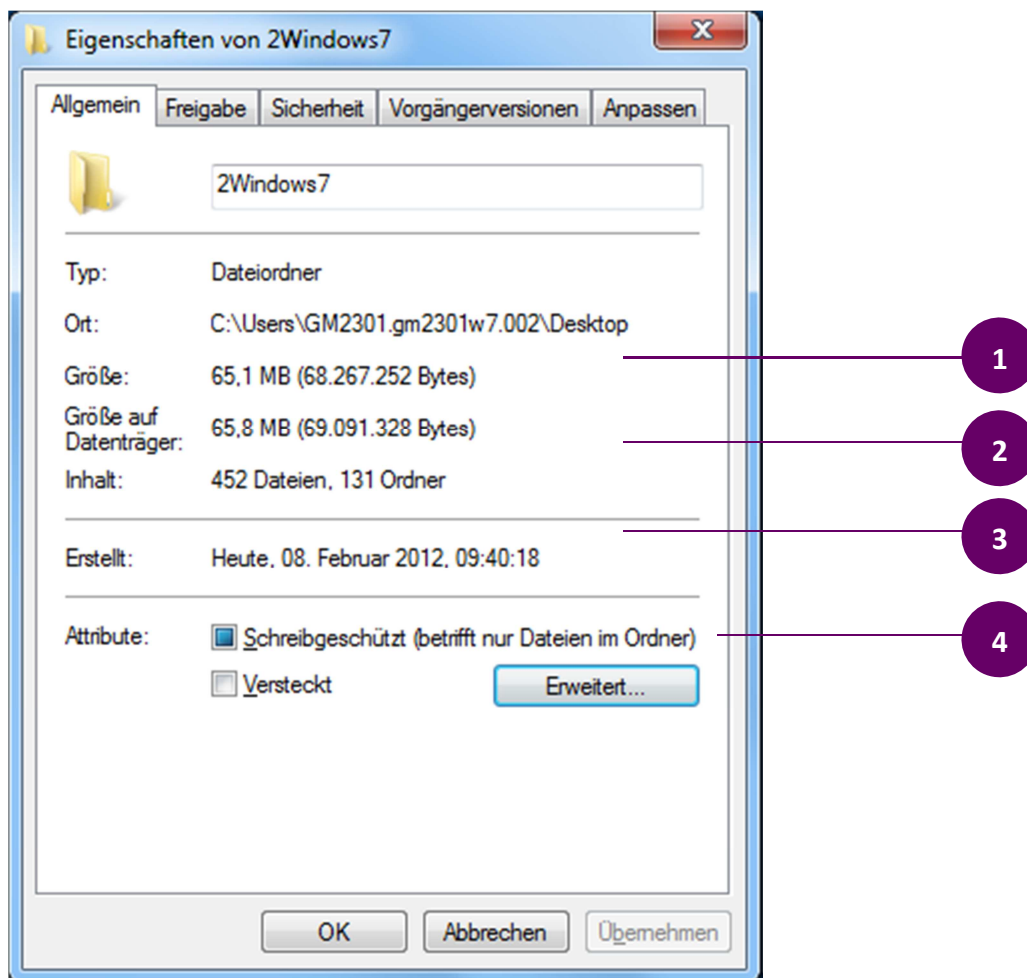 Eigenschaften von 2Windows7
Allgemein Freigabe Sicherheit Vorgängerversionen Anpassen
2Windows7
Typ: Dateiordner
Ort: C:\Users\GM2301.gm2301w7.002\Desktop
1
Größe: 65,1 MB (68.267.252 Bytes)
Größe auf
Datenträger: 65,8 MB (69.091.328 Bytes)
2
Inhalt: 452 Dateien, 131 Ordner
3
Erstellt: Heute, 08. Februar 2012, 09:40:18
Attribute: Schreibgeschützt (betrifft nur Dateien im Ordner)
4
Versteckt Erweitert...
OK Abbrechen Übernehmen